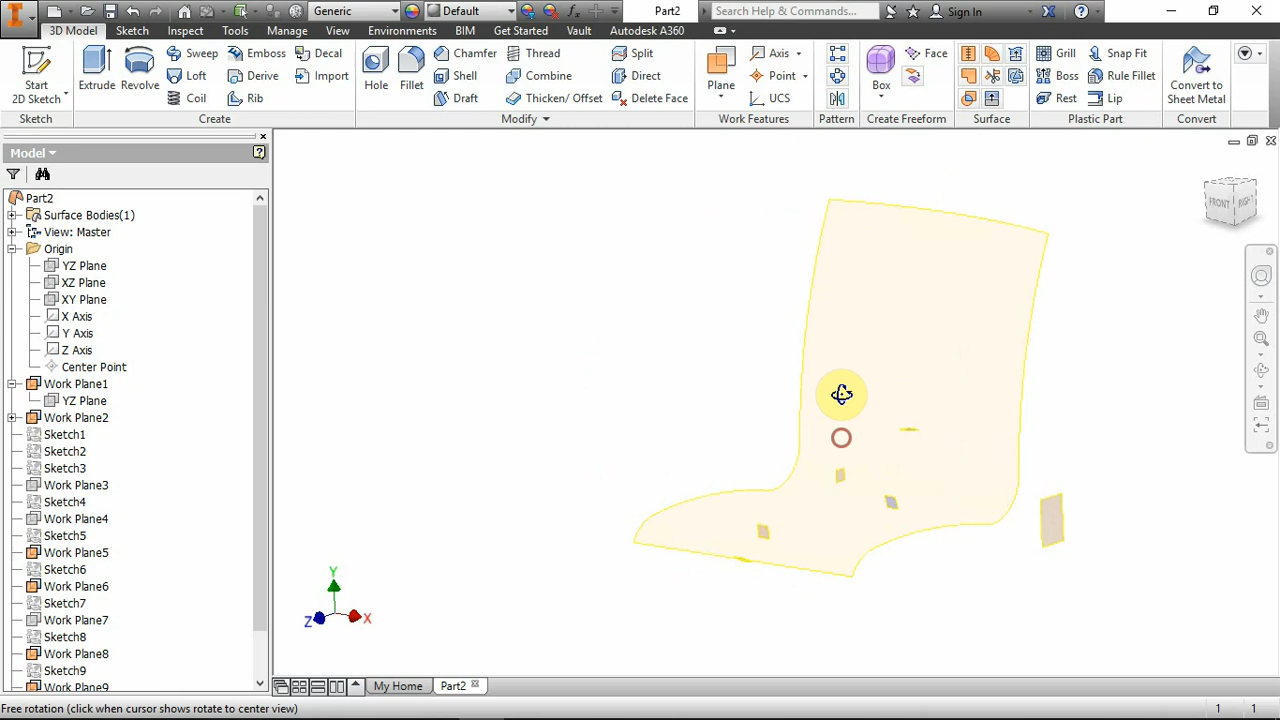 Generic
Default
fx
Part2
Search Help & Commands...
Sign In
3D Model
Sketch
Inspect
Tools
Manage
View
Environments
BIM
Get Started
Vault
Autodesk A360
Start
2D Sketch
Extrude
Revolve
Sweep
Loft
Coil
Emboss
Derive
Rib
Decal
Import
Hole
Fillet
Chamfer
Shell
Draft
Thread
Combine
Thicken/ Offset
Split
Direct
Delete Face
Plane
Axis
Point
UCS
Box
Face
Grill
Boss
Rest
Snap Fit
Rule Fillet
Lip
Convert to
Sheet Metal
Sketch
Create
Modify
Work Features
Pattern
Create Freeform
Surface
Plastic Part
Convert
Model
Part2
Surface Bodies(1)
View: Master
Origin
YZ Plane
XZ Plane
XY Plane
X Axis
Y Axis
Z Axis
Center Point
Work Plane1
YZ Plane
Work Plane2
Sketch1
Sketch2
Sketch3
Work Plane3
Sketch4
Work Plane4
Sketch5
Work Plane5
Sketch6
Work Plane6
Sketch7
Work Plane7
Sketch8
Work Plane8
Sketch9
Work Plane9
FRONT
RIGHT
Y
Z
X
My Home
Part2
Free rotation (click when cursor shows rotate to center view)
1
1